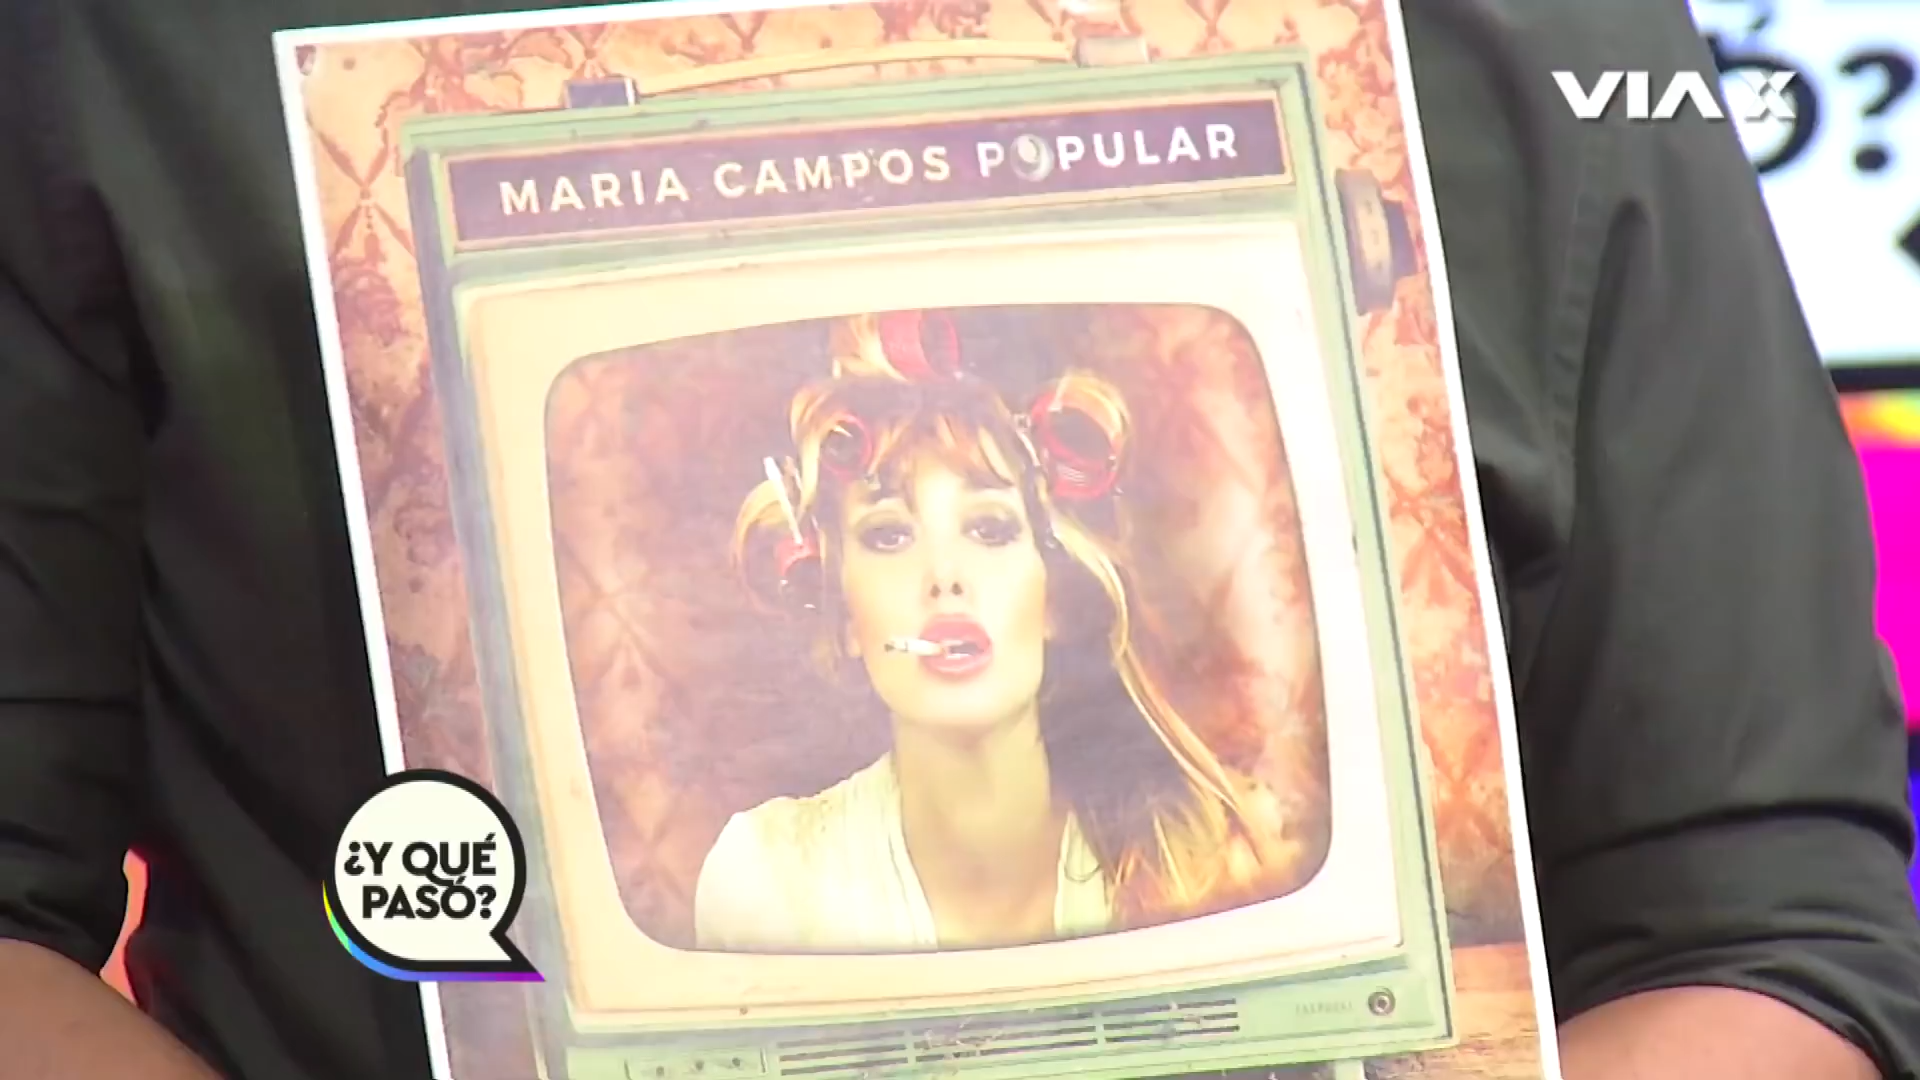 VIA X
Ó?
MARIA CAMPOS POPULAR
¿Y QUÉ
PASÓ?